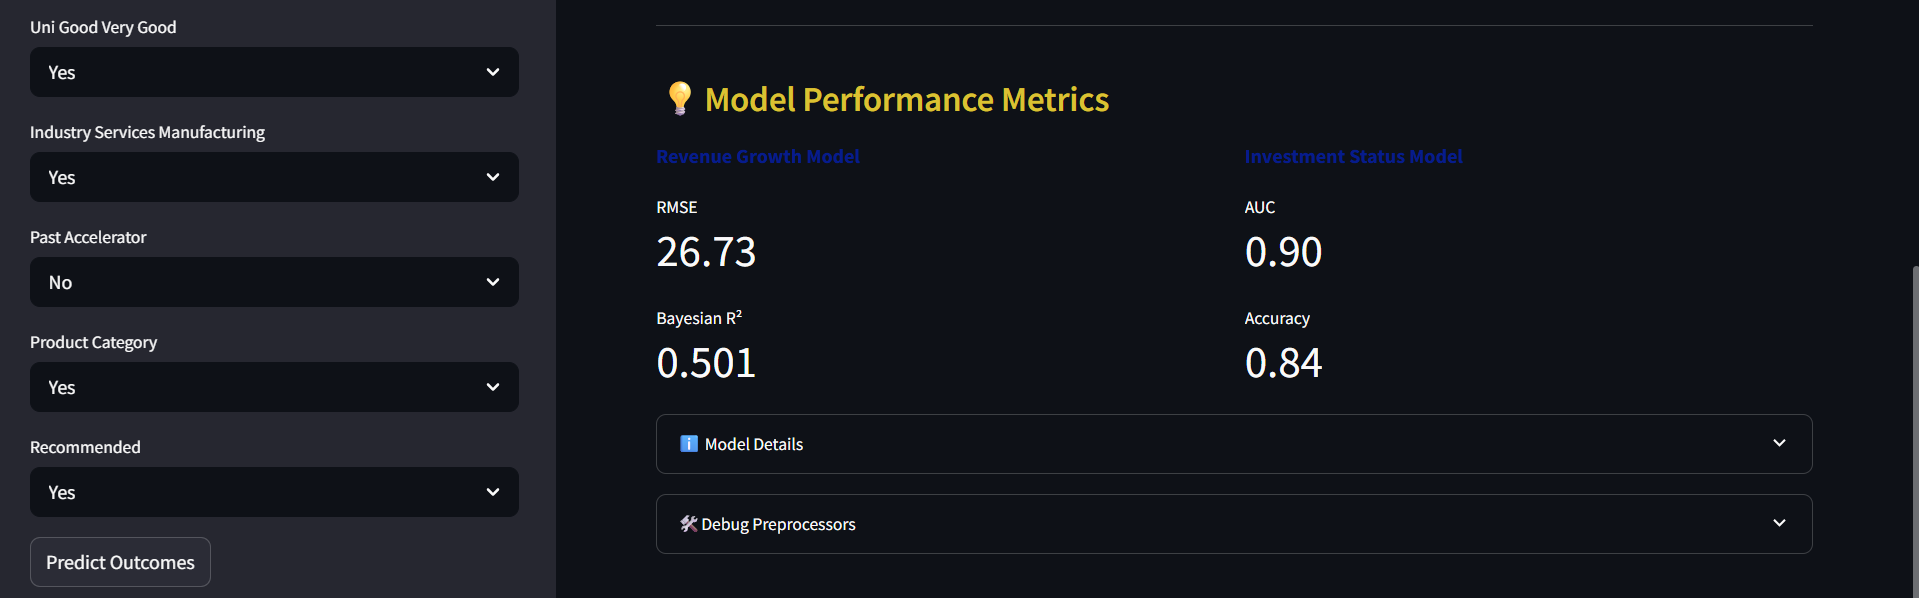 Uni Good Very Good
Yes
Industry Services Manufacturing
Yes
Past Accelerator
No
Product Category
Yes
Recommended
Yes
Predict Outcomes
Model Performance Metrics
Revenue Growth Model
RMSE
26.73
Bayesian R²
0.501
Investment Status Model
AUC
0.90
Accuracy
0.84
Model Details
Debug Preprocessors